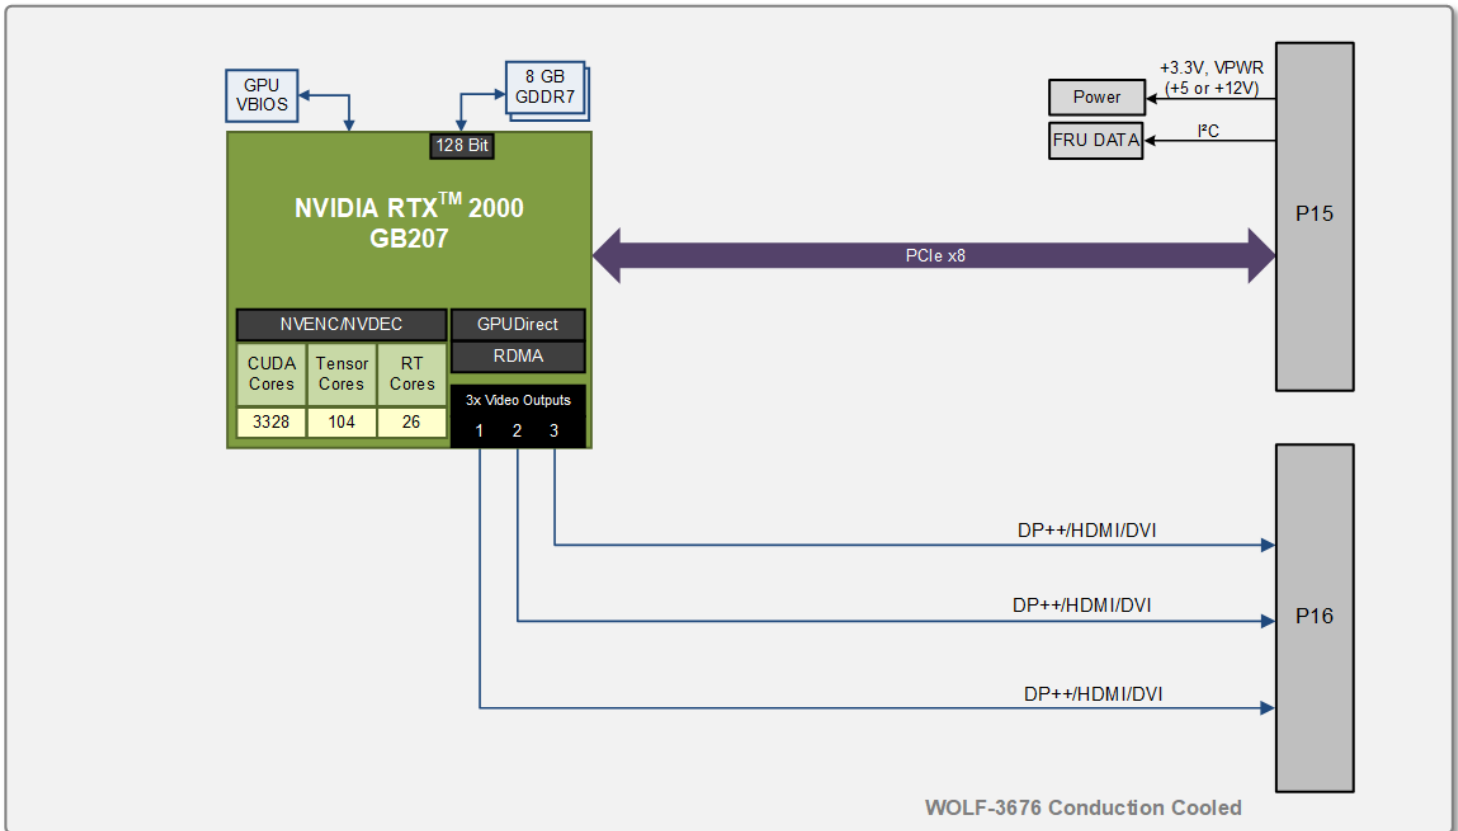 GPU
VBIOS
8 GB
GDDR7
128 Bit
NVIDIA RTX™ 2000
GB207
NVENC/NVDEC
GPUDirect
RDMA
CUDA
Cores
Tensor
Cores
RT
Cores
3328
104
26
3x Video Outputs
1 2 3
+3.3V, VPWR
(+5 or +12V)
Power
I²C
FRU DATA
P15
PCIe x8
DP++/HDMI/DVI
DP++/HDMI/DVI
DP++/HDMI/DVI
P16
WOLF-3676 Conduction Cooled